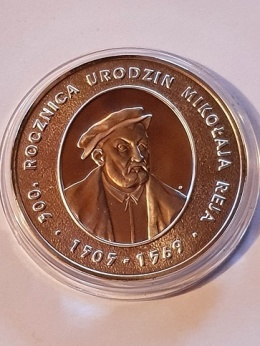 500. ROCZNICA URODZIN MIKOŁAJA REJA
· 1505 - 1569 ·